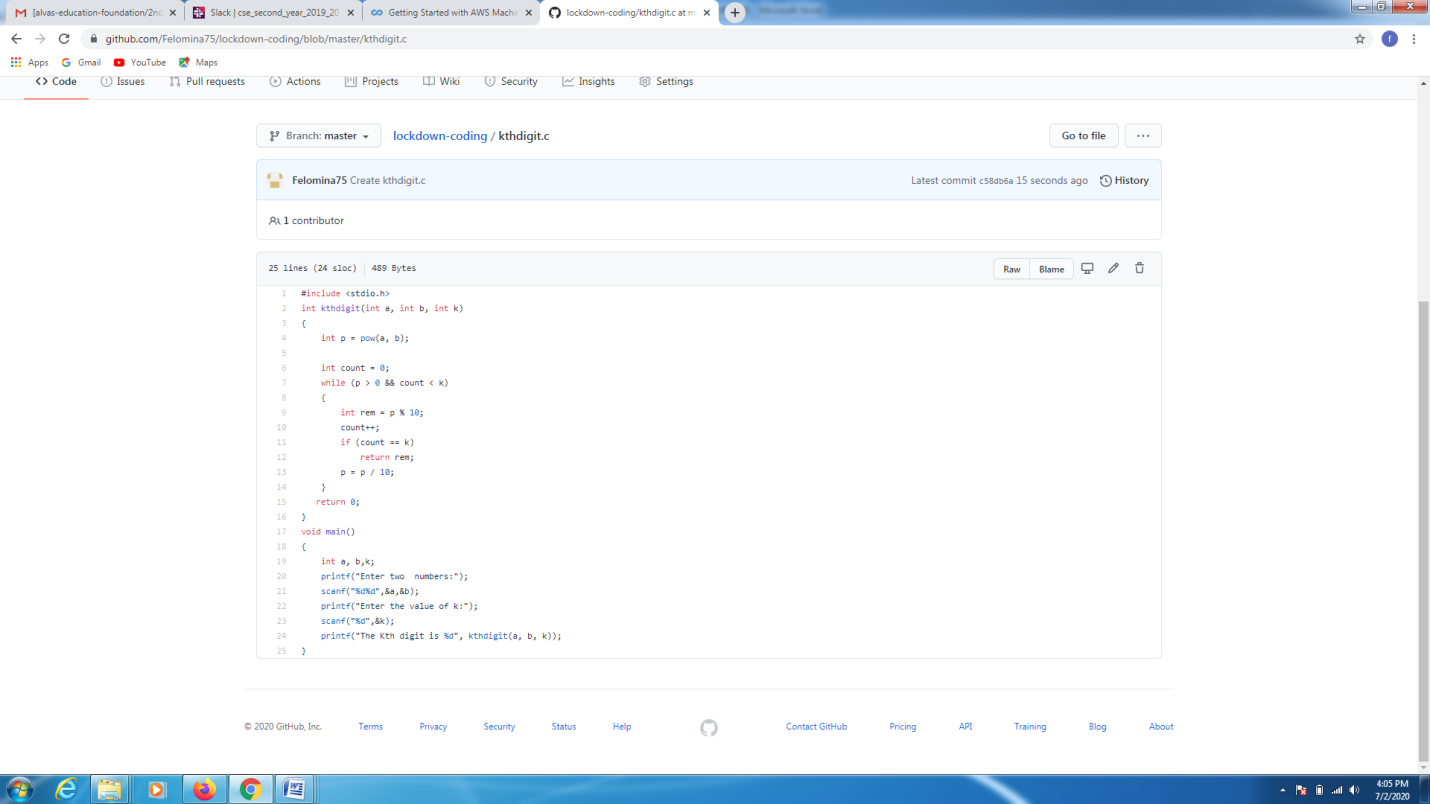 [alvas-education-foundation/2nd
Slack | cse_second_year_2019_20
Getting Started with AWS Machin
lockdown-coding/kthdigit.c at m
github.com/Felomina75/lockdown-coding/blob/master/kthdigit.c
f
Apps Gmail YouTube Maps
Code Issues Pull requests Actions Projects Wiki Security Insights Settings
Branch: master lockdown-coding / kthdigit.c Go to file ...
Felomina75 Create kthdigit.c Latest commit c58db6a 15 seconds ago History
1 contributor
25 lines (24 sloc) 489 Bytes Raw Blame
1 #include <stdio.h>
2 int kthdigit(int a, int b, int k)
3 {
4     int p = pow(a, b);
5
6     int count = 0;
7     while (p > 0 && count < k)
8     {
9         int rem = p % 10;
10         count++;
11         if (count == k)
12             return rem;
13         p = p / 10;
14     }
15    return 0;
16 }
17 void main()
18 {
19     int a, b,k;
20     printf("Enter two  numbers:");
21     scanf("%d%d",&a,&b);
22     printf("Enter the value of k:");
23     scanf("%d",&k);
24     printf("The Kth digit is %d", kthdigit(a, b, k));
25 }
© 2020 GitHub, Inc. Terms Privacy Security Status Help Contact GitHub Pricing API Training Blog About
4:05 PM
7/2/2020